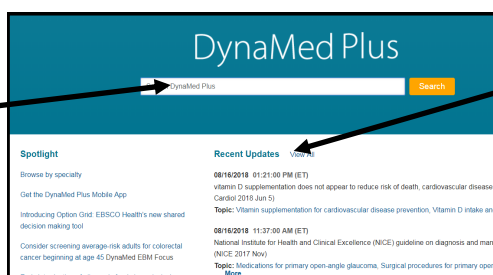 DynaMed Plus
DynaMed Plus
Search
Spotlight
Browse by specialty
Get the DynaMed Plus Mobile App
Introducing Option Grid: EBSCO Health's new shared
decision making tool
Consider screening average-risk adults for colorectal
cancer beginning at age 45 DynaMed EBM Focus
Recent Updates View All
08/16/2018 01:21:00 PM (ET)
vitamin D supplementation does not appear to reduce risk of death, cardiovascular disease
Cardiol 2018 Jun 5)
Topic: Vitamin supplementation for cardiovascular disease prevention, Vitamin D intake an
08/16/2018 11:37:00 AM (ET)
National Institute for Health and Clinical Excellence (NICE) guideline on diagnosis and man
(NICE 2017 Nov)
Topic: Medications for primary open-angle glaucoma, Surgical procedures for primary ope
More